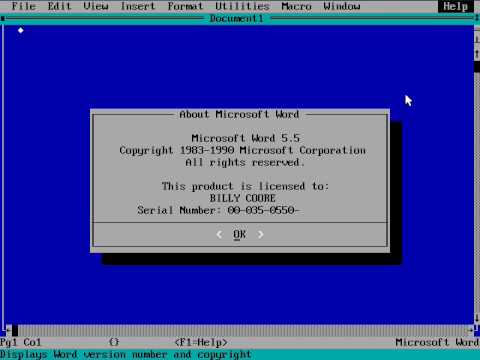 File Edit View Insert Format Utilities Macro Window Help
Document1
About Microsoft Word
Microsoft Word 5.5
Copyright 1983-1990 Microsoft Corporation
All rights reserved.
This product is licensed to:
BILLY COORE
Serial Number: 00-035-0550-
< OK >
Pg1 Co1 {} <F1=Help> Microsoft Word
Displays Word version number and copyright